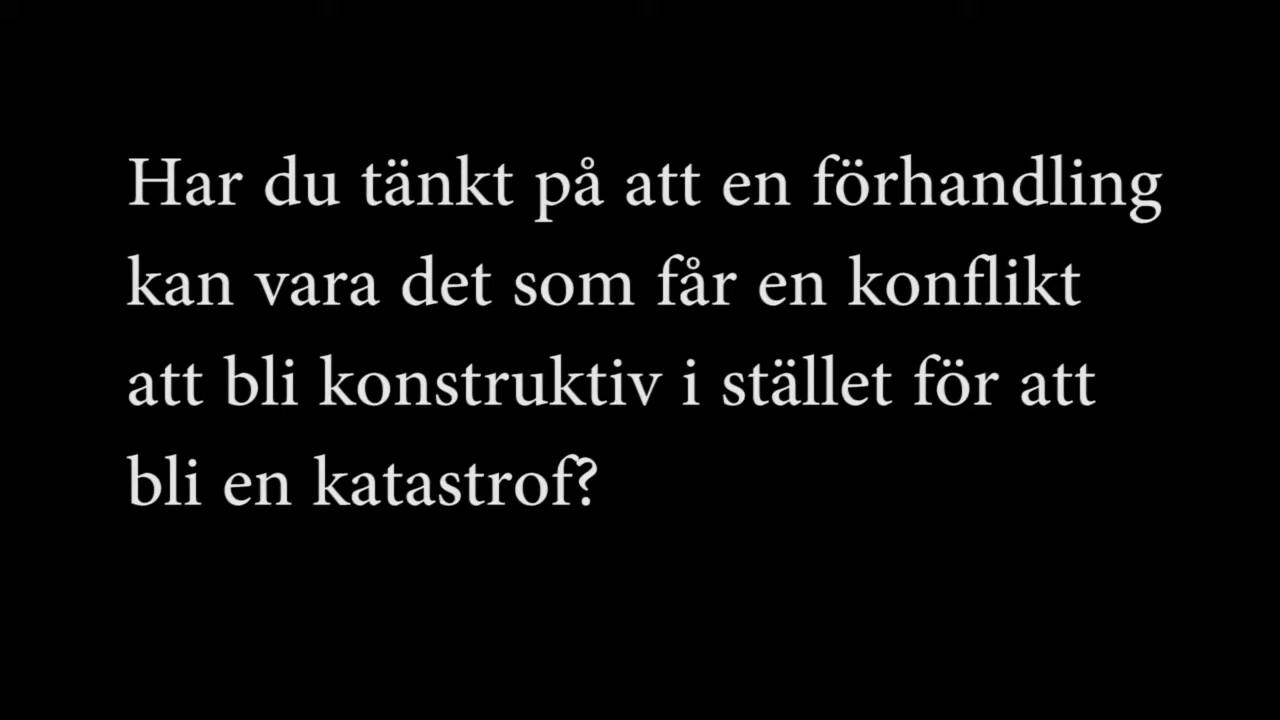 Har du tänkt på att en förhandling
kan vara det som får en konflikt
att bli konstruktiv i stället för att
bli en katastrof?